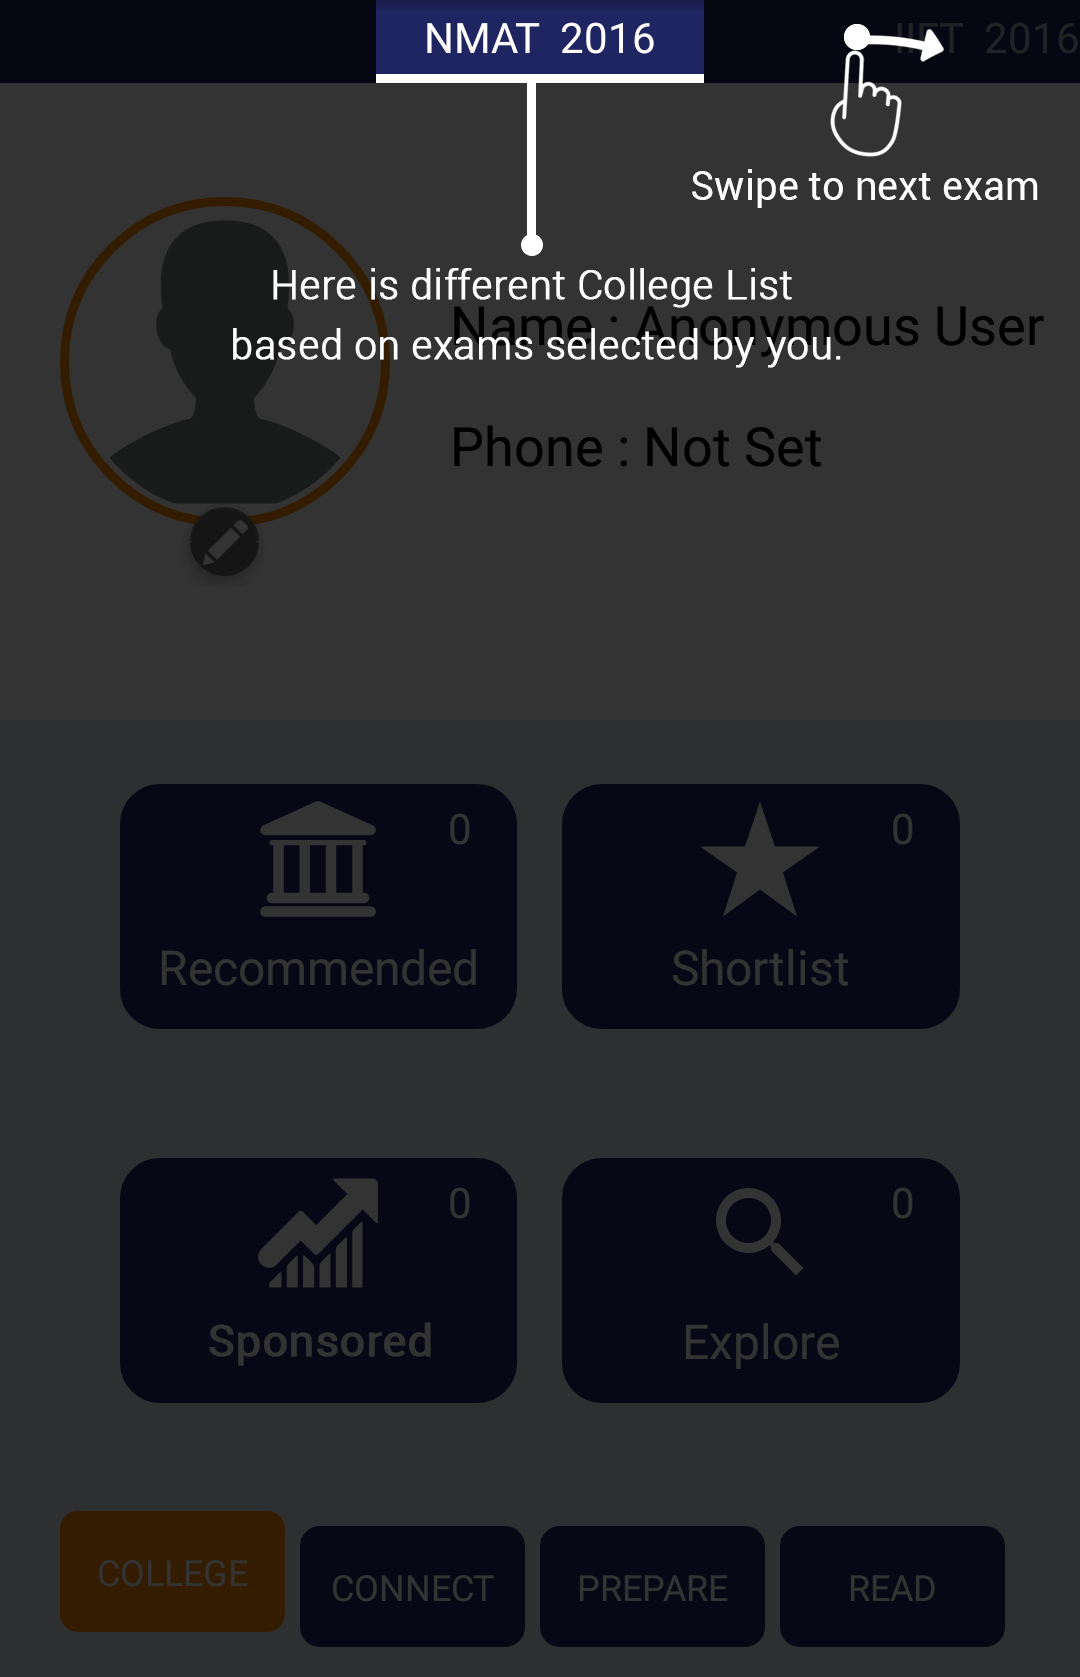 NMAT 2016
IIFT 2016
Swipe to next exam
Here is different College List
based on exams selected by you.
Name : Anonymous User
Phone : Not Set
0
Recommended
0
Shortlist
0
Sponsored
0
Explore
COLLEGE
CONNECT
PREPARE
READ